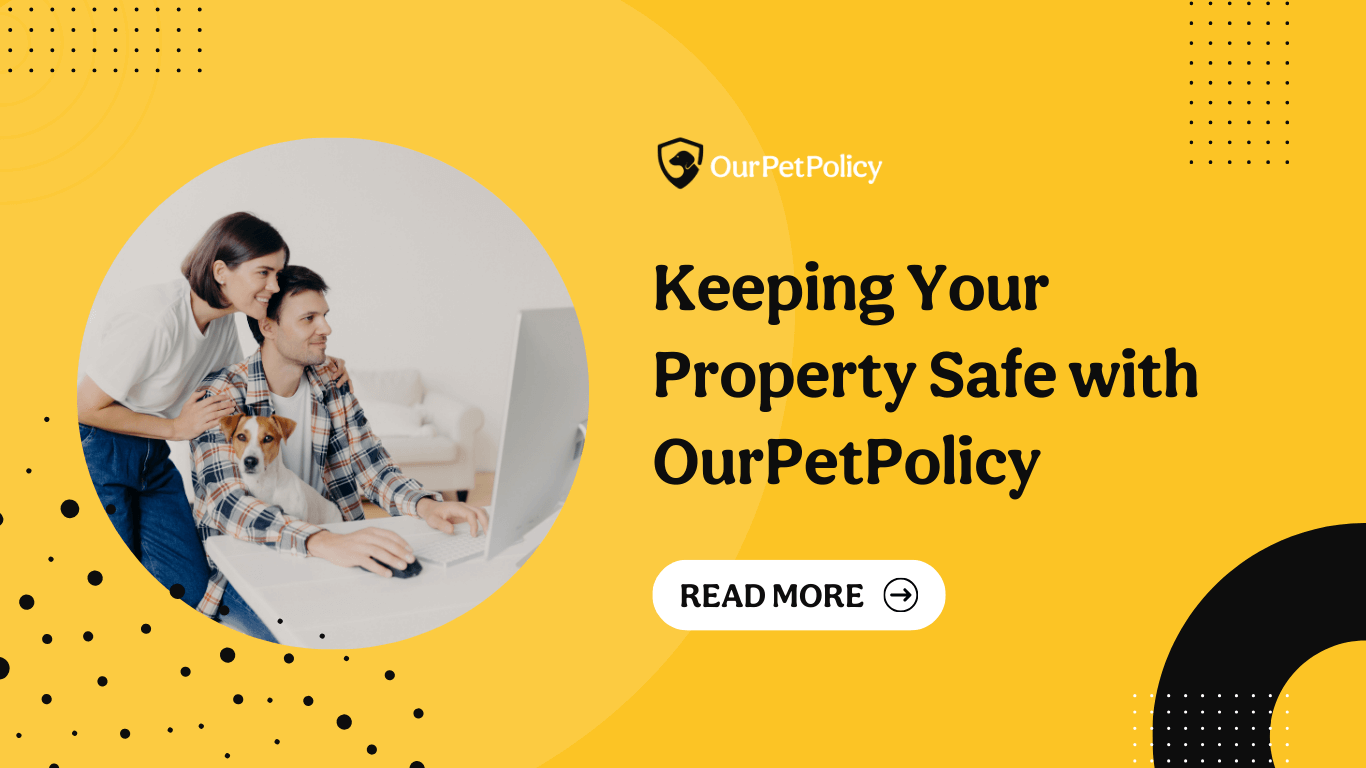 OurPetPolicy
Keeping Your
Property Safe with
OurPetPolicy
READ MORE